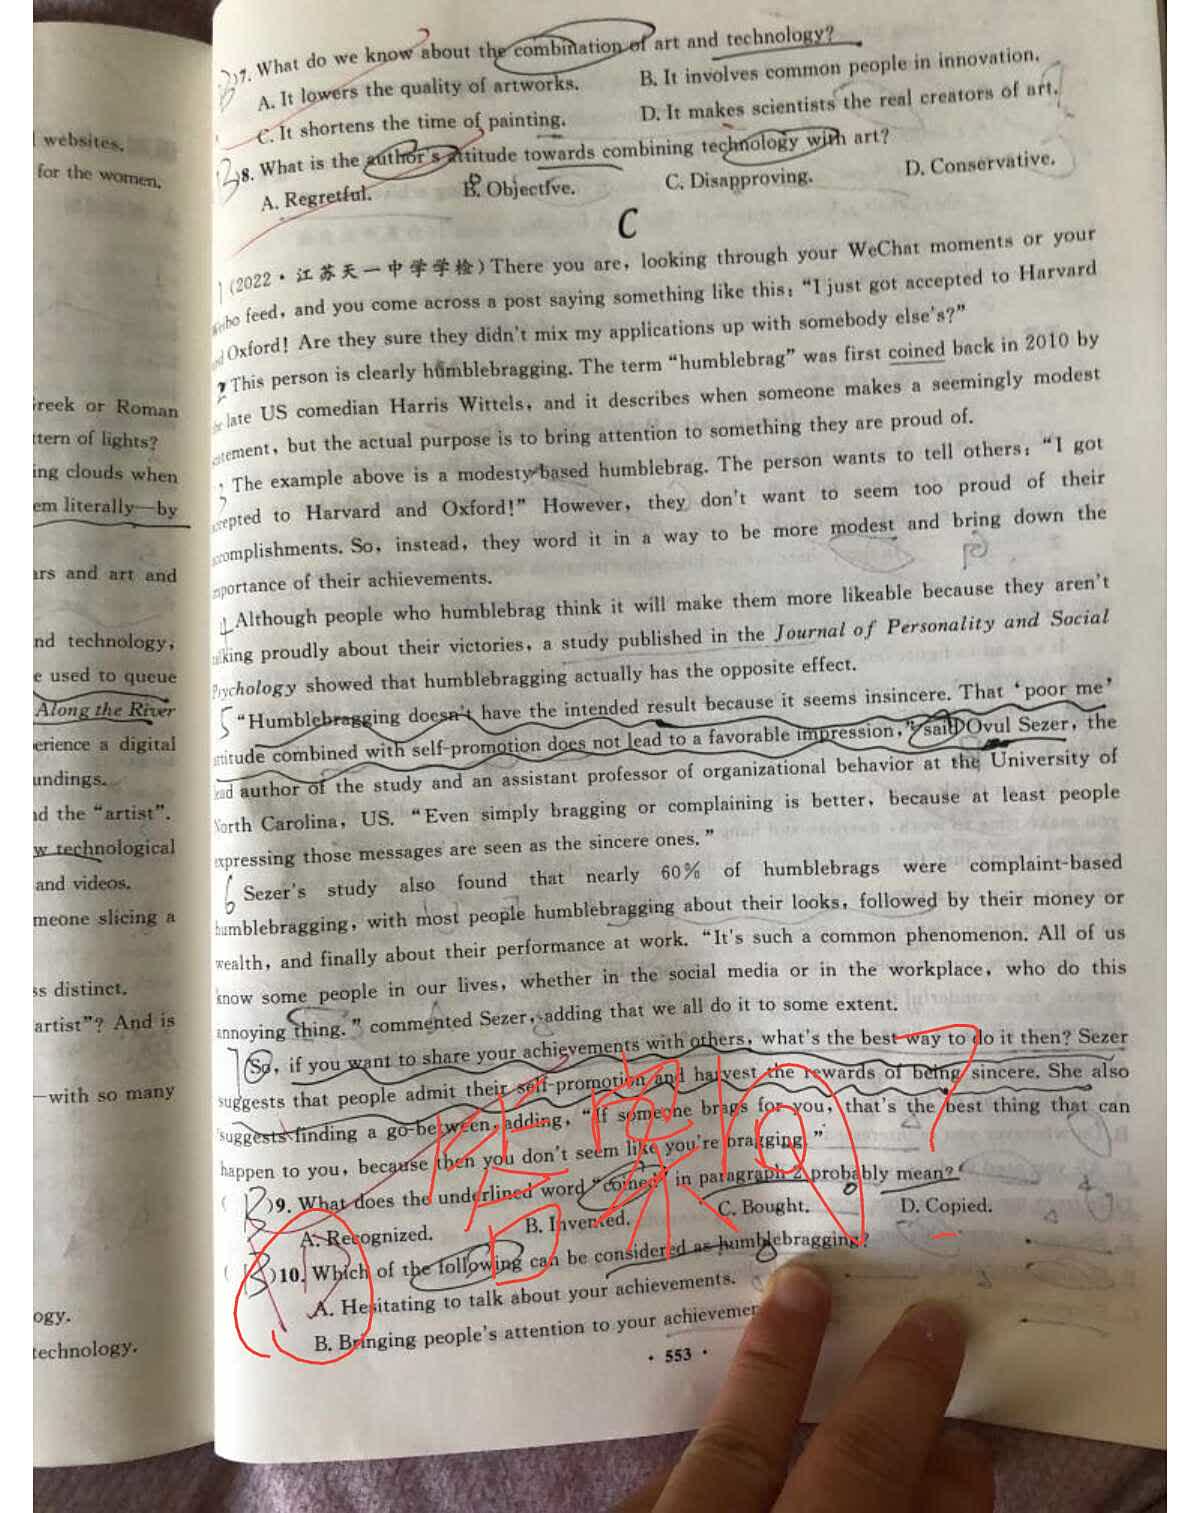 l websites.
for the women.
reek or Roman
ttern of lights?
ing clouds when
em literally—by
ars and art and
nd technology,
e used to queue
Along the River
erience a digital
undings.
nd the “artist”.
w technological
and videos.
meone slicing a
ss distinct.
artist”? And is
—with so many
ogy.
technology.
B )7. What do we know about the combination of art and technology?
A. It lowers the quality of artworks. B. It involves common people in innovation.
C. It shortens the time of painting. D. It makes scientists the real creators of art.
)8. What is the author's attitude towards combining technology with art?
A. Regretful. B. Objective. C. Disapproving. D. Conservative.
C
1 (2022·江苏天一中学学检)There you are, looking through your WeChat moments or your
bo feed, and you come across a post saying something like this: “I just got accepted to Harvard
Oxford! Are they sure they didn't mix my applications up with somebody else's?”
2 This person is clearly humblebragging. The term “humblebrag” was first coined back in 2010 by
late US comedian Harris Wittels, and it describes when someone makes a seemingly modest
tement, but the actual purpose is to bring attention to something they are proud of.
3 The example above is a modesty-based humblebrag. The person wants to tell others: “I got
cepted to Harvard and Oxford!” However, they don't want to seem too proud of their
complishments. So, instead, they word it in a way to be more modest and bring down the
mportance of their achievements.
4 Although people who humblebrag think it will make them more likeable because they aren't
lking proudly about their victories, a study published in the Journal of Personality and Social
Psychology showed that humblebragging actually has the opposite effect.
5 “Humblebragging doesn't have the intended result because it seems insincere. That ‘poor me’
ttitude combined with self-promotion does not lead to a favorable impression,” said Ovul Sezer, the
ead author of the study and an assistant professor of organizational behavior at the University of
North Carolina, US. “Even simply bragging or complaining is better, because at least people
expressing those messages are seen as the sincere ones.”
6 Sezer's study also found that nearly 60% of humblebrags were complaint-based
humblebragging, with most people humblebragging about their looks, followed by their money or
wealth, and finally about their performance at work. “It's such a common phenomenon. All of us
know some people in our lives, whether in the social media or in the workplace, who do this
annoying thing.” commented Sezer, adding that we all do it to some extent.
7 So, if you want to share your achievements with others, what's the best way to do it then? Sezer
suggests that people admit their self-promotion and harvest the rewards of being sincere. She also
suggests finding a go-between, adding, “If someone brags for you, that's the best thing that can
happen to you, because then you don't seem like you're bragging.”
( B )9. What does the underlined word “coined” in paragraph 2 probably mean?
A. Recognized. B. Invented. C. Bought. D. Copied.
( B )10. Which of the following can be considered as humblebragging?
A. Hesitating to talk about your achievements.
B. Bringing people's attention to your achievemen
· 553 ·